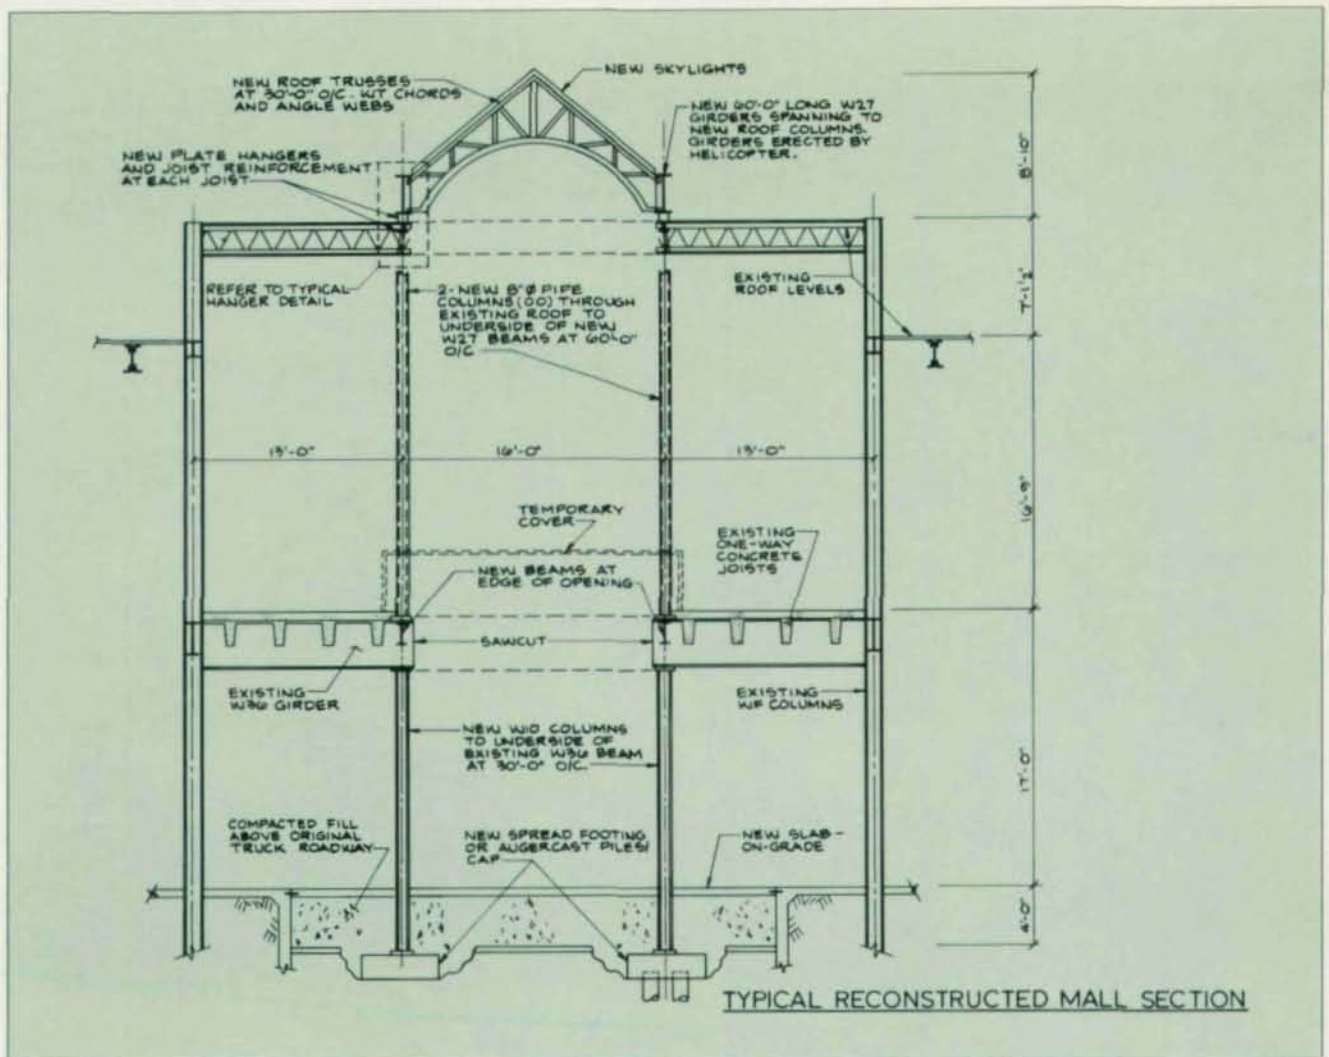 NEW ROOF TRUSSES
AT 30'-0" O/C. WT CHORDS
AND ANGLE WEBS
NEW SKYLIGHTS
NEW 60'-0" LONG W27
GIRDERS SPANNING TO
NEW ROOF COLUMNS.
GIRDERS ERECTED BY
HELICOPTER.
NEW PLATE HANGERS
AND JOIST REINFORCEMENT
AT EACH JOIST
8'-10"
REFER TO TYPICAL
HANGER DETAIL
2- NEW 8"Ø PIPE
COLUMNS (OO) THROUGH
EXISTING ROOF TO
UNDERSIDE OF NEW
W27 BEAMS AT 60'-0"
O/C
EXISTING
ROOF LEVELS
7'-1½"
13'-0"
16'-0"
13'-0"
16'-9"
TEMPORARY
COVER
EXISTING
ONE-WAY
CONCRETE
JOISTS
NEW BEAMS AT
EDGE OF OPENING
SAWCUT
EXISTING
W36 GIRDER
EXISTING
WF COLUMNS
NEW W10 COLUMNS
TO UNDERSIDE OF
EXISTING W36 BEAM
AT 30'-0" O/C.
17'-0"
COMPACTED FILL
ABOVE ORIGINAL
TRUCK ROADWAY
NEW SPREAD FOOTING
OR AUGERCAST PILES/
CAP
NEW SLAB-
ON-GRADE
4'-0"
TYPICAL RECONSTRUCTED MALL SECTION